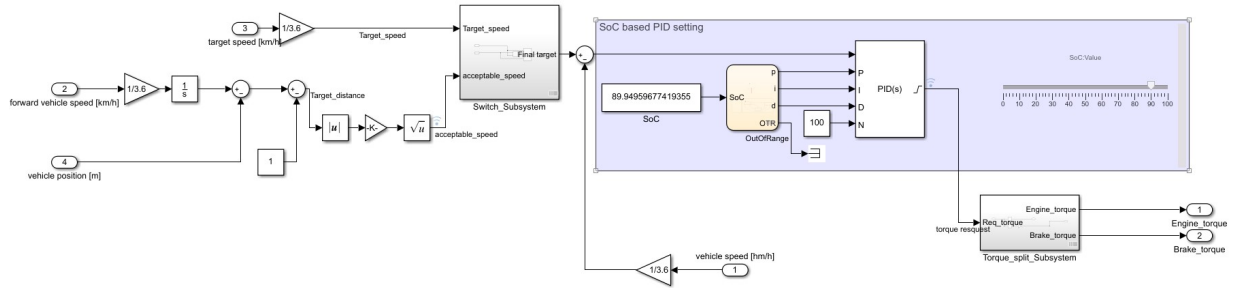 3
target speed [km/h]
1/3.6
Target_speed
2
forward vehicle speed [km/h]
1/3.6
1
s
+
-
+
-
Target_distance
|u|
-K-
√u
acceptable_speed
4
vehicle position [m]
1
Target_speed
acceptable_speed
Final target
Switch_Subsystem
+
-
SoC based PID setting
89.94959677419355
SoC
SoC
p
i
d
OTR
OutOfRange
100
P
I
D
N
PID(s)
SoC:Value
0 10 20 30 40 50 60 70 80 90 100
torque resquest
Req_torque
Engine_torque
Brake_torque
Torque_split_Subsystem
1
Engine_torque
2
Brake_torque
vehicle speed [hm/h]
1/3.6
1